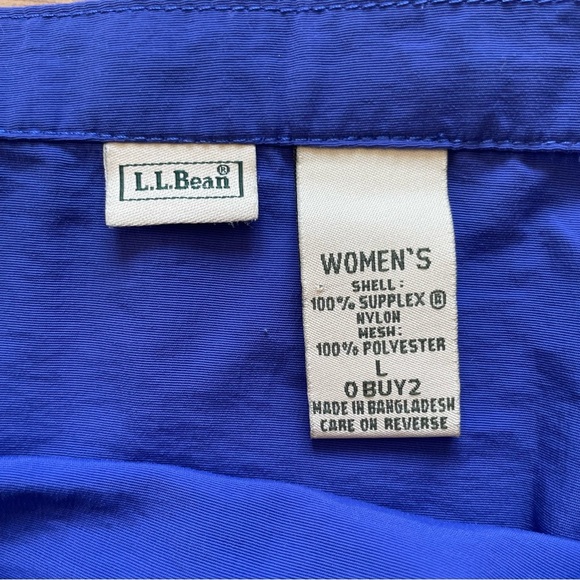 L.L.Bean®
WOMEN'S
SHELL:
100% SUPPLEX ®
NYLON
MESH:
100% POLYESTER
L
0BUY2
MADE IN BANGLADESH
CARE ON REVERSE